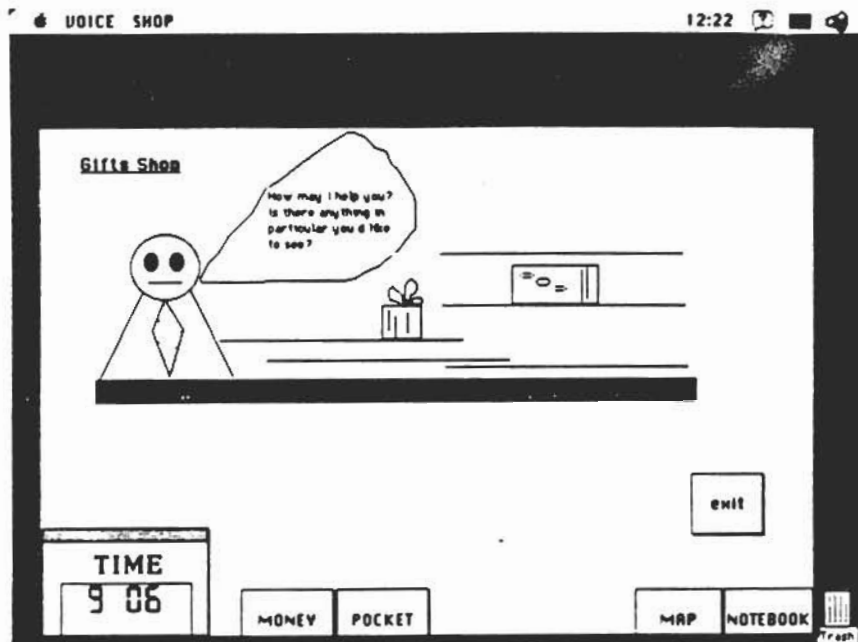 VOICE SHOP 12:22
Gifts Shop
How may I help you?
Is there anything in
particular you'd like
to see?
exit
TIME
9 06
MONEY POCKET MAP NOTEBOOK
Trash